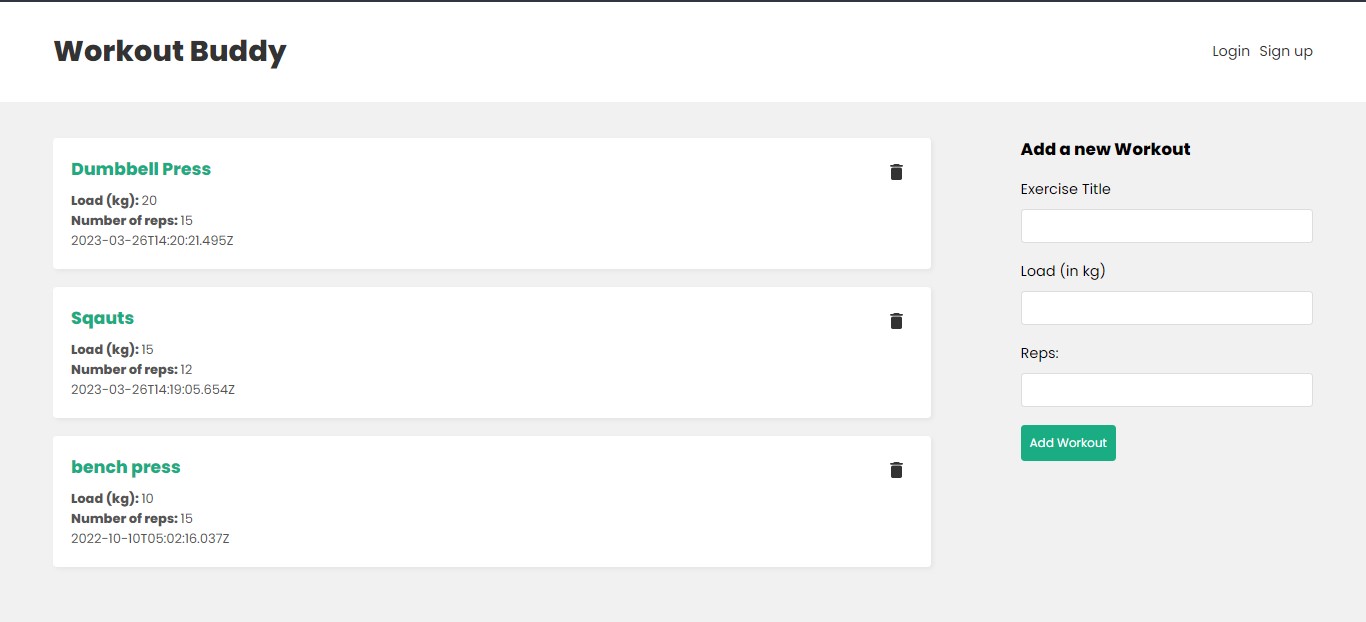 Workout Buddy
Login Sign up
Dumbbell Press
Load (kg): 20
Number of reps: 15
2023-03-26T14:20:21.495Z
Sqauts
Load (kg): 15
Number of reps: 12
2023-03-26T14:19:05.654Z
bench press
Load (kg): 10
Number of reps: 15
2022-10-10T05:02:16.037Z
Add a new Workout
Exercise Title
Load (in kg)
Reps:
Add Workout